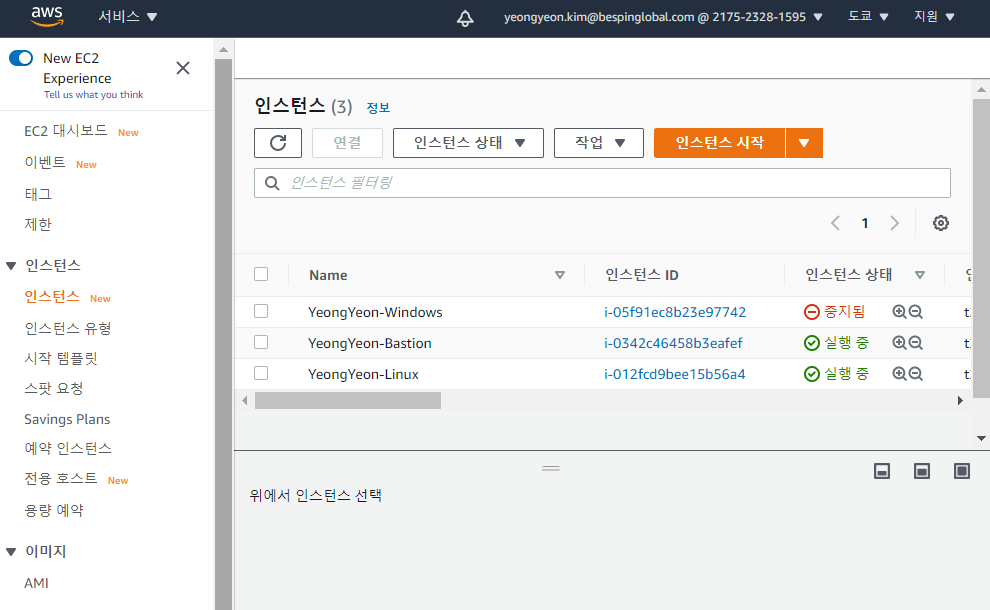 aws
서비스
yeongyeon.kim@bespinglobal.com @ 2175-2328-1595
도쿄
지원
New EC2
Experience
Tell us what you think
EC2 대시보드 New
이벤트 New
태그
제한
인스턴스
인스턴스 New
인스턴스 유형
시작 템플릿
스팟 요청
Savings Plans
예약 인스턴스
전용 호스트 New
용량 예약
이미지
AMI
인스턴스 (3) 정보
연결
인스턴스 상태
작업
인스턴스 시작
인스턴스 필터링
1
Name 인스턴스 ID 인스턴스 상태
YeongYeon-Windows i-05f91ec8b23e97742 중지됨
YeongYeon-Bastion i-0342c46458b3eafef 실행 중
YeongYeon-Linux i-012fcd9bee15b56a4 실행 중
위에서 인스턴스 선택